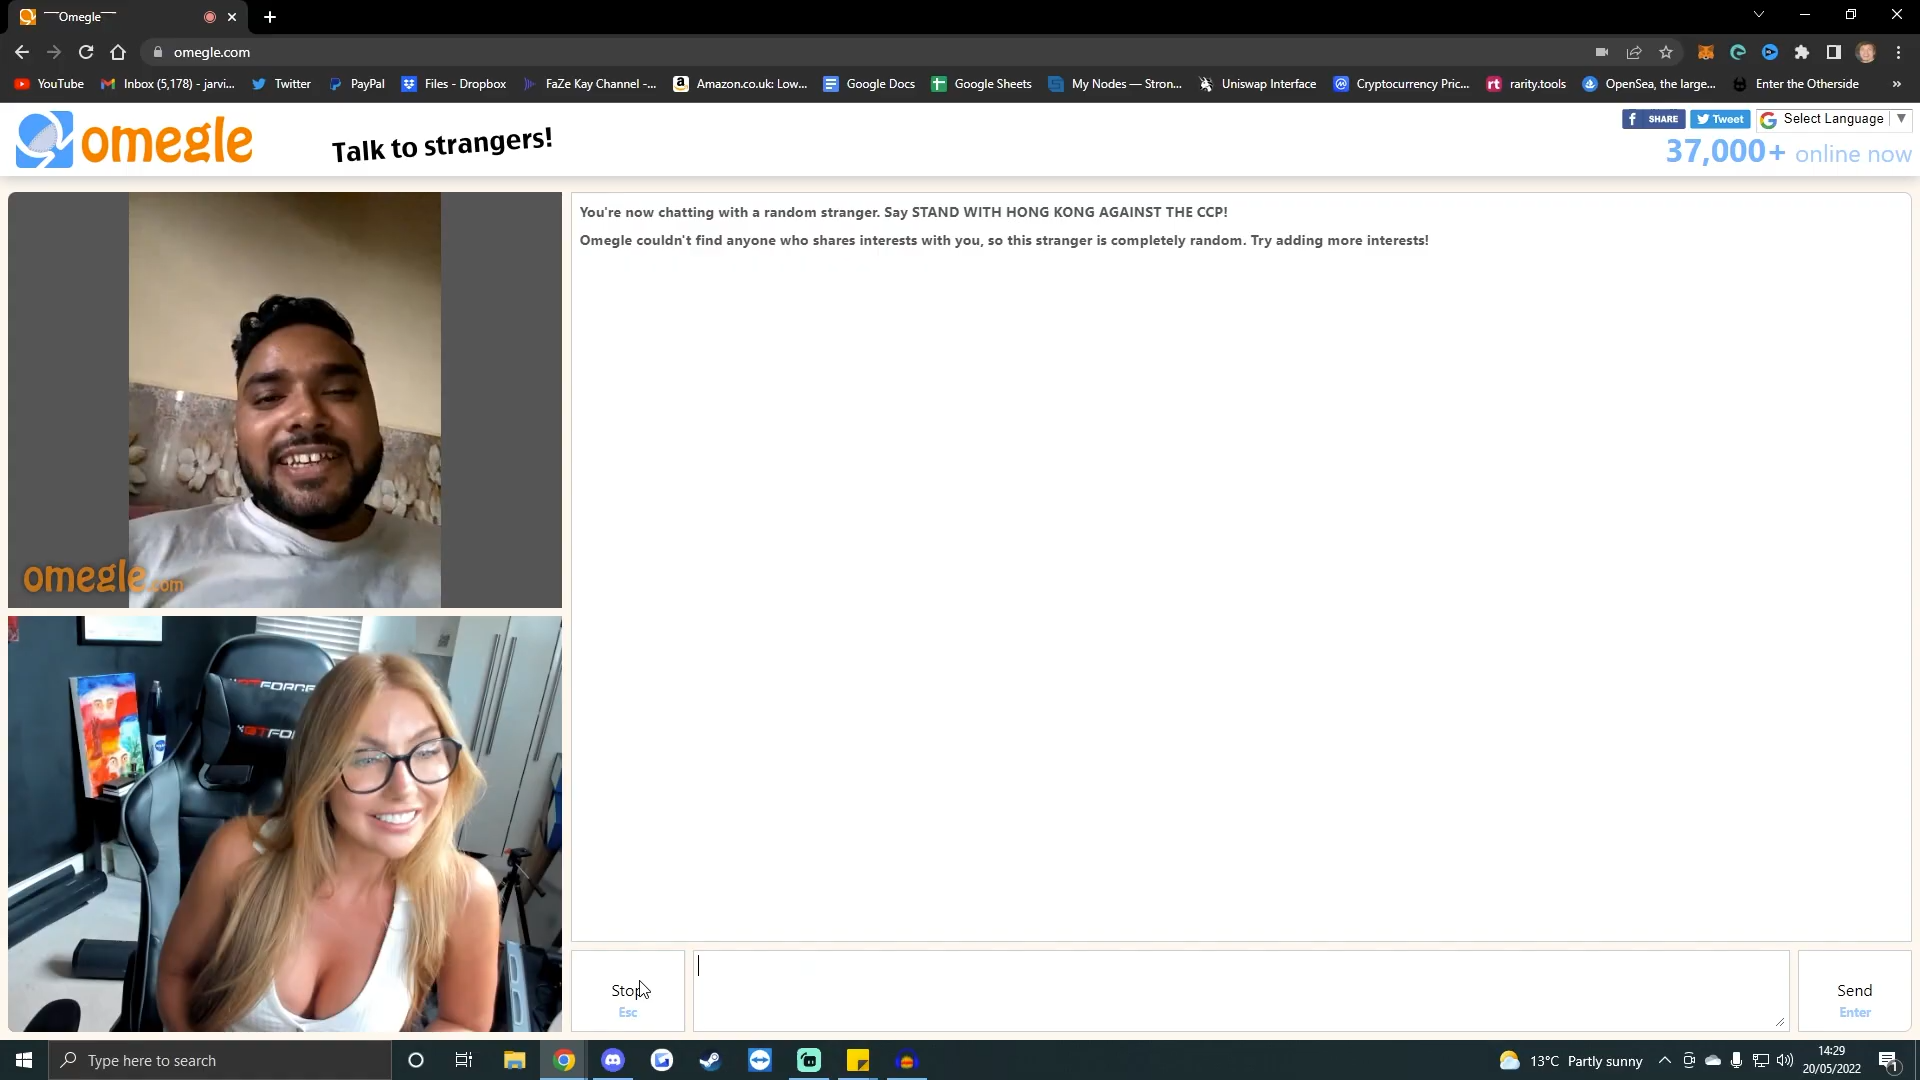 Omegle
omegle.com
YouTube
Inbox (5,178) - jarvi...
Twitter
PayPal
Files - Dropbox
FaZe Kay Channel -...
Amazon.co.uk: Low...
Google Docs
Google Sheets
My Nodes — Stron...
Uniswap Interface
Cryptocurrency Pric...
rarity.tools
OpenSea, the large...
Enter the Otherside
omegle
Talk to strangers!
SHARE
Tweet
Select Language
37,000+ online now
You're now chatting with a random stranger. Say STAND WITH HONG KONG AGAINST THE CCP!
Omegle couldn't find anyone who shares interests with you, so this stranger is completely random. Try adding more interests!
omegle.com
GTFORCE
GTFOR
Stop
Esc
Send
Enter
Type here to search
13°C Partly sunny
14:29
20/05/2022
1